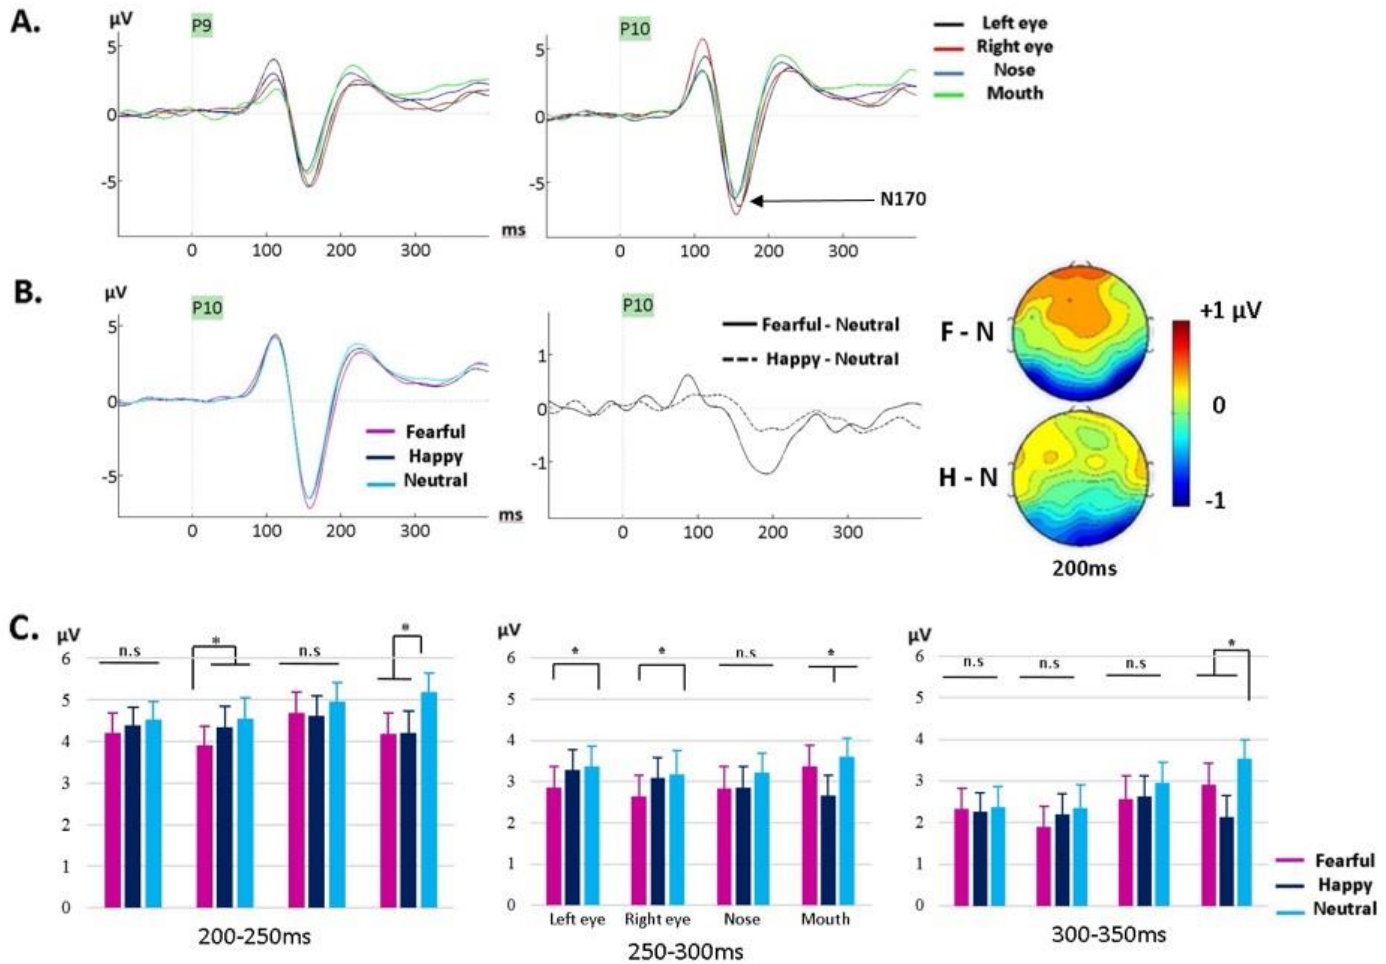 A.
µV
P9
5
0
-5
0 100 200 300
ms
P10
5
0
-5
N170
0 100 200 300
Left eye
Right eye
Nose
Mouth
B.
µV
P10
5
0
-5
Fearful
Happy
Neutral
0 100 200 300
ms
P10
Fearful - Neutral
Happy - Neutral
1
0
-1
0 100 200 300
F - N
H - N
200ms
+1 µV
0
-1
C.
µV
6
5
4
3
2
1
0
n.s
*
n.s
*
200-250ms
µV
6
5
4
3
2
1
0
*
*
n.s
*
Left eye Right eye Nose Mouth
250-300ms
µV
6
5
4
3
2
1
0
n.s
n.s
n.s
*
300-350ms
Fearful
Happy
Neutral